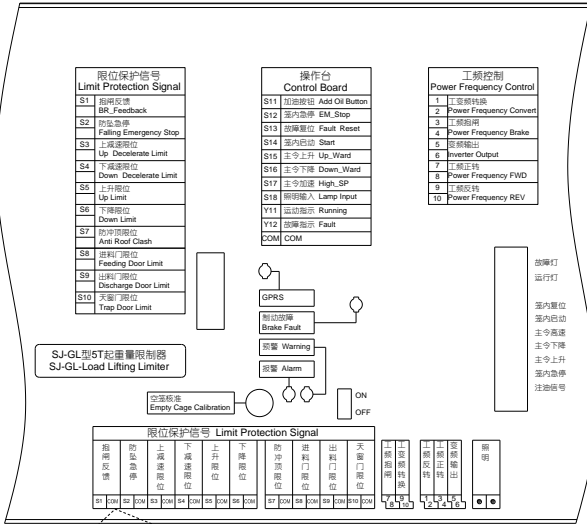 限位保护信号
Limit Protection Signal
S1 抱闸反馈
BR_Feedback
S2 防坠急停
Falling Emergency Stop
S3 上减速限位
Up Decelerate Limit
S4 下减速限位
Down Decelerate Limit
S5 上升限位
Up Limit
S6 下降限位
Down Limit
S7 防冲顶限位
Anti Roof Clash
S8 进料门限位
Feeding Door Limit
S9 出料门限位
Discharge Door Limit
S10 天窗门限位
Trap Door Limit
操作台
Control Board
S11 加油按钮 Add Oil Button
S12 笼内急停 EM_Stop
S13 故障复位 Fault Reset
S14 笼内启动 Start
S15 主令上升 Up_Ward
S16 主令下降 Down_Ward
S17 主令加速 High_SP
S18 照明输入 Lamp Input
Y11 运动指示 Running
Y12 故障指示 Fault
COM COM
工频控制
Power Frequency Control
1 工变频转换
2 Power Frequency Convert
3 工频抱闸
4 Power Frequency Brake
5 变频输出
6 Inverter Output
7 工频正转
8 Power Frequency FWD
9 工频反转
10 Power Frequency REV
故障灯
运行灯
笼内复位
笼内启动
主令高速
主令下降
主令上升
笼内急停
注油信号
GPRS
制动故障
Brake Fault
预警 Warning
报警 Alarm
SJ-GL型5T起重量限制器
SJ-GL-Load Lifting Limiter
空笼核准
Empty Cage Calibration
ON
OFF
限位保护信号 Limit Protection Signal
抱闸反馈
防坠急停
上减速限位
下减速限位
上升限位
下降限位
防冲顶限位
进料门限位
出料门限位
天窗门限位
工频抱闸
工变频转换
工频反转
工频正转
变频输出
照明
S1 COM S2 COM S3 COM S4 COM S5 COM S6 COM S7 COM S8 COM S9 COM S10 COM
7 9 1 3 5
8 10 2 4 6